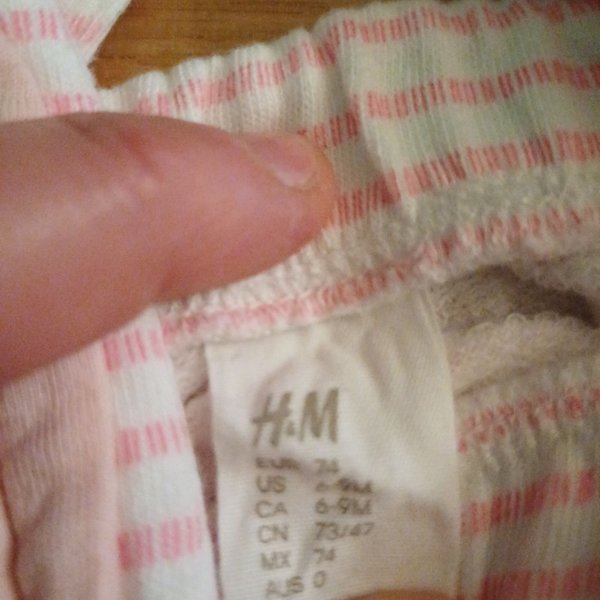 H&M
EUR 74
US 6-9M
CA 6-9M
CN 73/47
MX 74
AUS 0